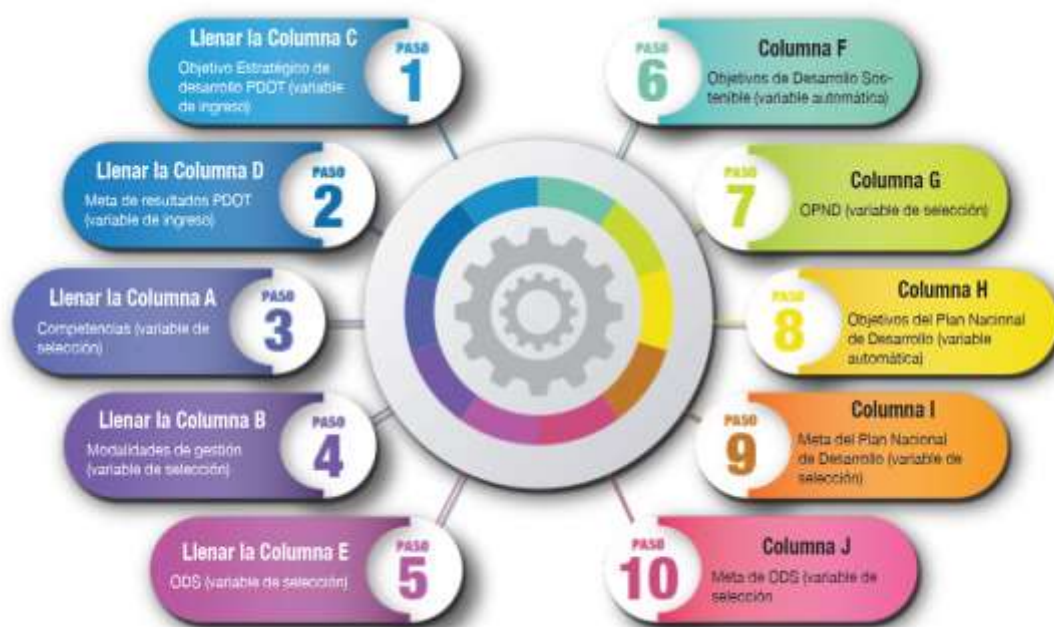 Llenar la Columna C
Objetivo Estratégico de
desarrollo PDOT (variable
de ingreso)
PASO
1
Llenar la Columna D
Meta de resultados PDOT
(variable de ingreso)
PASO
2
Llenar la Columna A
Competencias (variable de
selección)
PASO
3
Llenar la Columna B
Modalidades de gestión
(variable de selección)
PASO
4
Llenar la Columna E
ODS (variable de selección)
PASO
5
PASO
6
Columna F
Objetivos de Desarrollo Sos-
tenible (variable automática)
PASO
7
Columna G
OPND (variable de selección)
PASO
8
Columna H
Objetivos del Plan Nacional
de Desarrollo (variable
automática)
PASO
9
Columna I
Meta del Plan Nacional
de Desarrollo (variable de
selección)
PASO
10
Columna J
Meta de ODS (variable de
selección